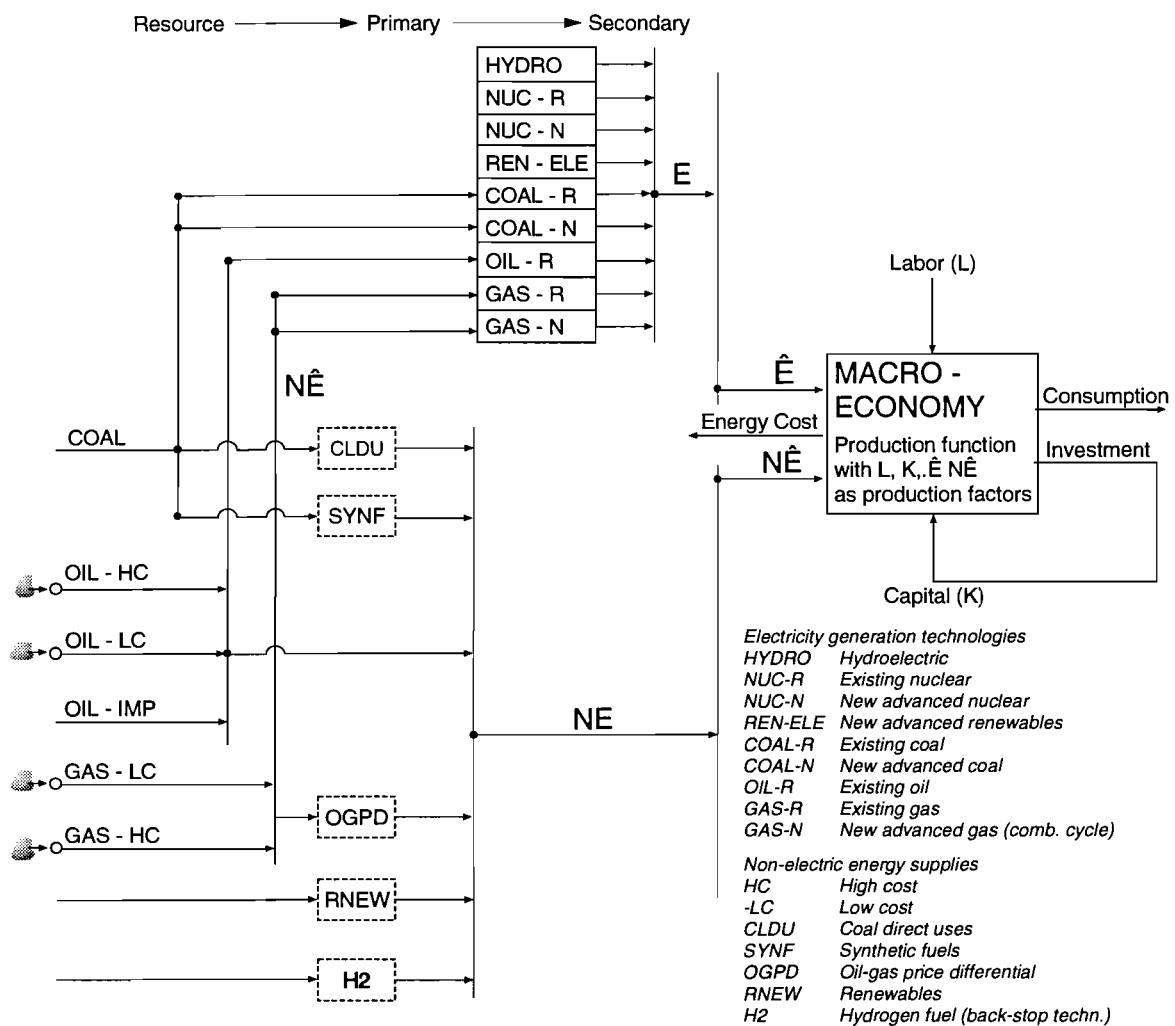 Resource Primary Secondary
HYDRO
NUC - R
NUC - N
REN - ELE
COAL - R
COAL - N
OIL - R
GAS - R
GAS - N
E
NÊ
COAL
CLDU
SYNF
OIL - HC
OIL - LC
OIL - IMP
GAS - LC
GAS - HC
OGPD
RNEW
H2
NE
Ê
Energy Cost
NÊ
Labor (L)
MACRO -
ECONOMY
Production function
with L, K,.Ê NÊ
as production factors
Consumption
Investment
Capital (K)
Electricity generation technologies
HYDRO Hydroelectric
NUC-R Existing nuclear
NUC-N New advanced nuclear
REN-ELE New advanced renewables
COAL-R Existing coal
COAL-N New advanced coal
OIL-R Existing oil
GAS-R Existing gas
GAS-N New advanced gas (comb. cycle)
Non-electric energy supplies
HC High cost
-LC Low cost
CLDU Coal direct uses
SYNF Synthetic fuels
OGPD Oil-gas price differential
RNEW Renewables
H2 Hydrogen fuel (back-stop techn.)